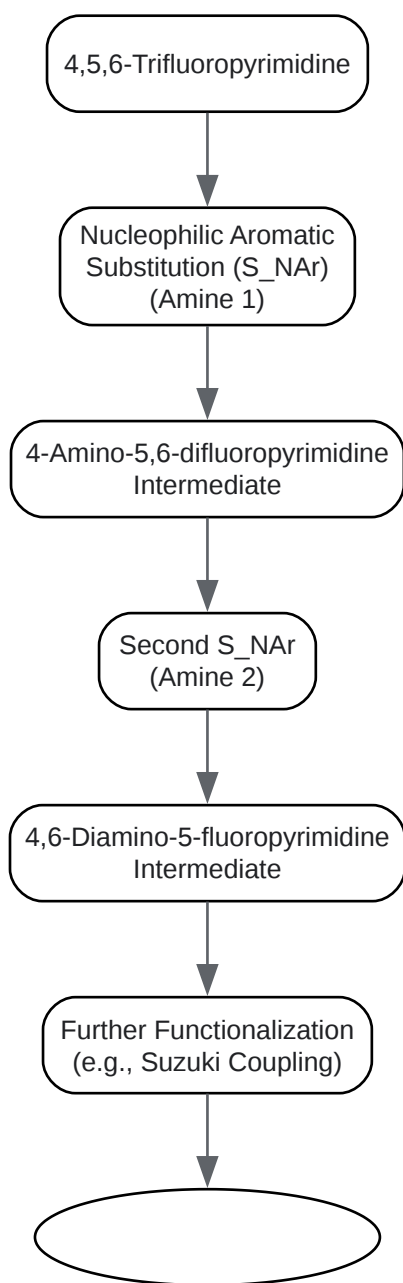 4,5,6-Trifluoropyrimidine
Nucleophilic Aromatic
Substitution (S_NAr)
(Amine 1)
4-Amino-5,6-difluoropyrimidine
Intermediate
Second S_NAr
(Amine 2)
4,6-Diamino-5-fluoropyrimidine
Intermediate
Further Functionalization
(e.g., Suzuki Coupling)